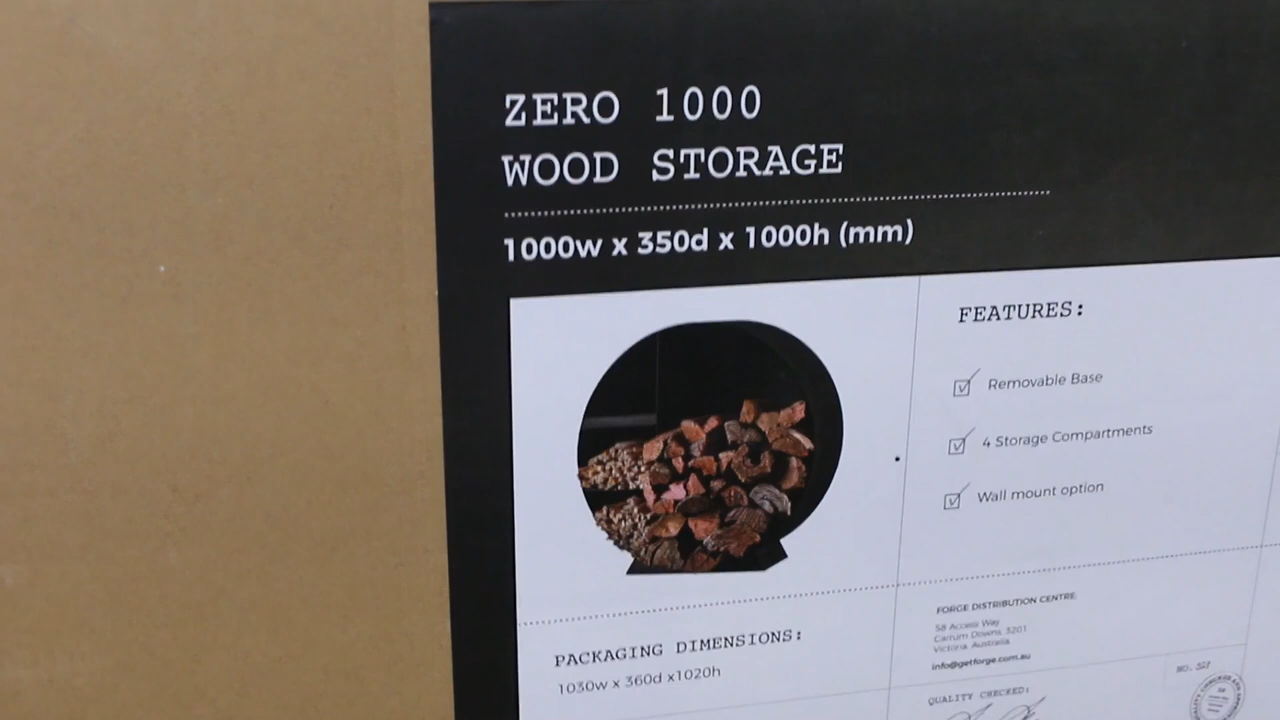 ZERO 1000
WOOD STORAGE
1000w x 350d x 1000h (mm)
FEATURES:
Removable Base
4 Storage Compartments
Wall mount option
PACKAGING DIMENSIONS:
1030w x 360d x1020h
FORGE DISTRIBUTION CENTRE:
58 Access Way
Carrum Downs, 3201
Victoria, Australia
info@getforge.com.au
QUALITY CHECKED: